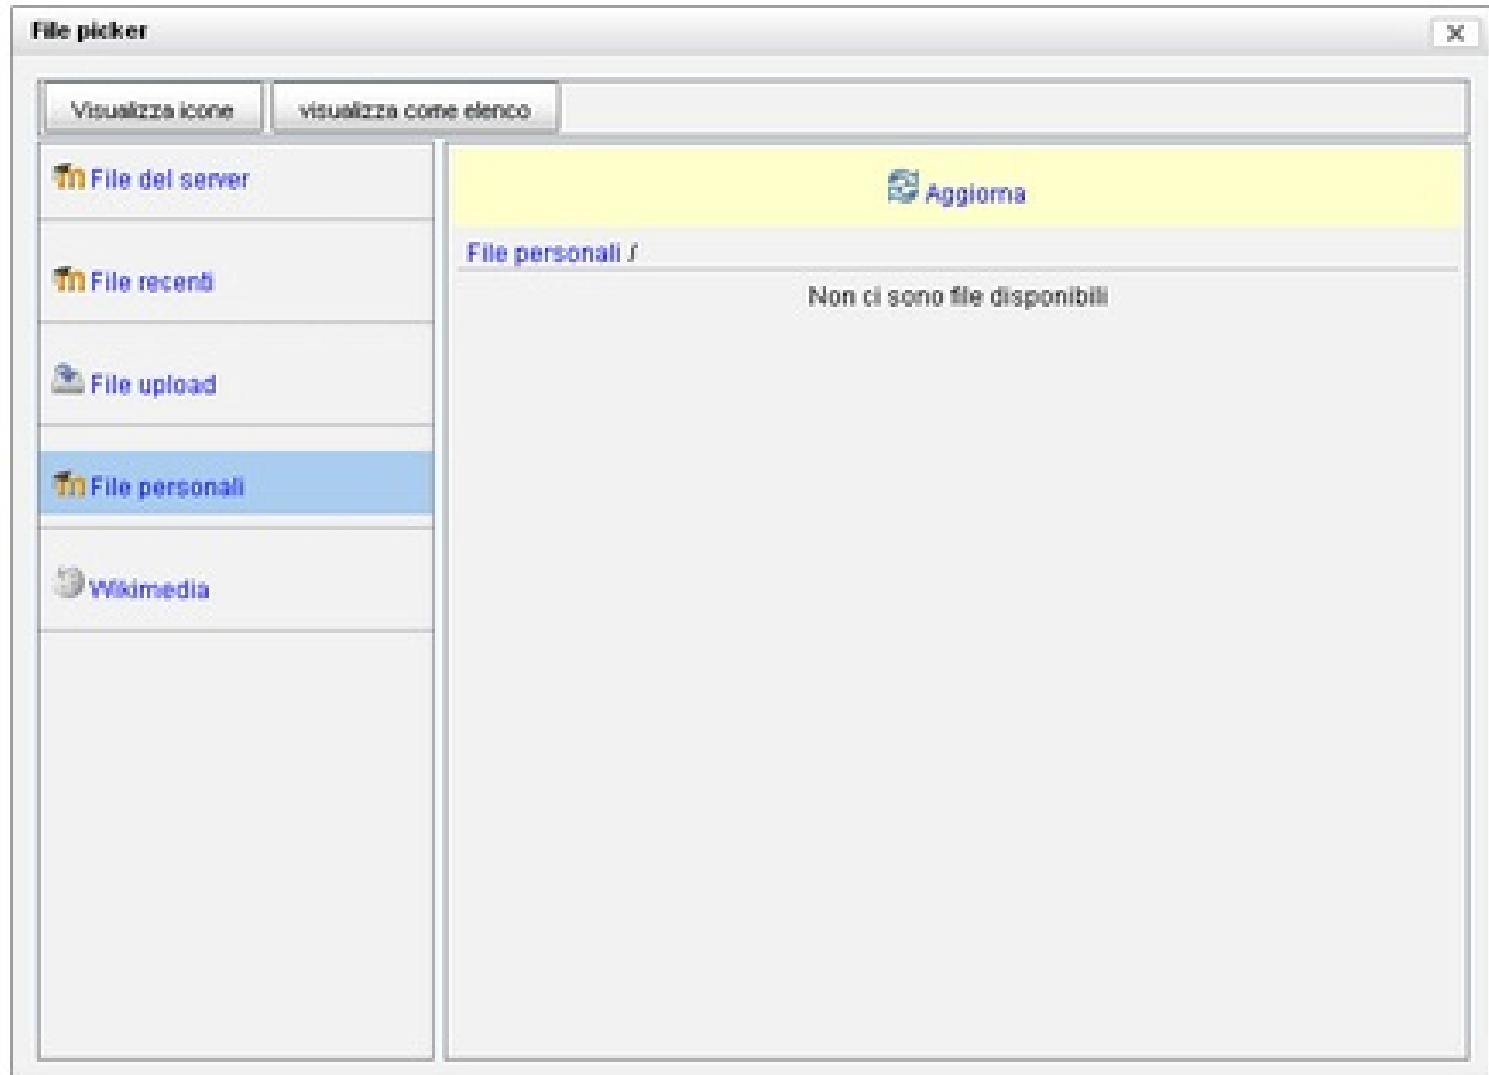 File picker
X
Visualizza icone
visualizza come elenco
File del server
File recenti
File upload
File personali
Wikimedia
Aggiorna
File personali /
Non ci sono file disponibili